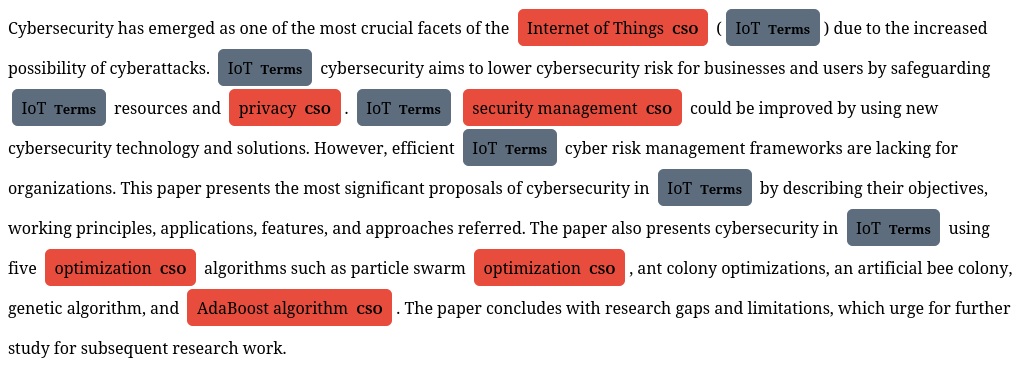 Cybersecurity has emerged as one of the most crucial facets of the Internet of Things CSO ( IoT Terms ) due to the increased
possibility of cyberattacks. IoT Terms cybersecurity aims to lower cybersecurity risk for businesses and users by safeguarding
IoT Terms resources and privacy CSO . IoT Terms security management CSO could be improved by using new
cybersecurity technology and solutions. However, efficient IoT Terms cyber risk management frameworks are lacking for
organizations. This paper presents the most significant proposals of cybersecurity in IoT Terms by describing their objectives,
working principles, applications, features, and approaches referred. The paper also presents cybersecurity in IoT Terms using
five optimization CSO algorithms such as particle swarm optimization CSO , ant colony optimizations, an artificial bee colony,
genetic algorithm, and AdaBoost algorithm CSO . The paper concludes with research gaps and limitations, which urge for further
study for subsequent research work.